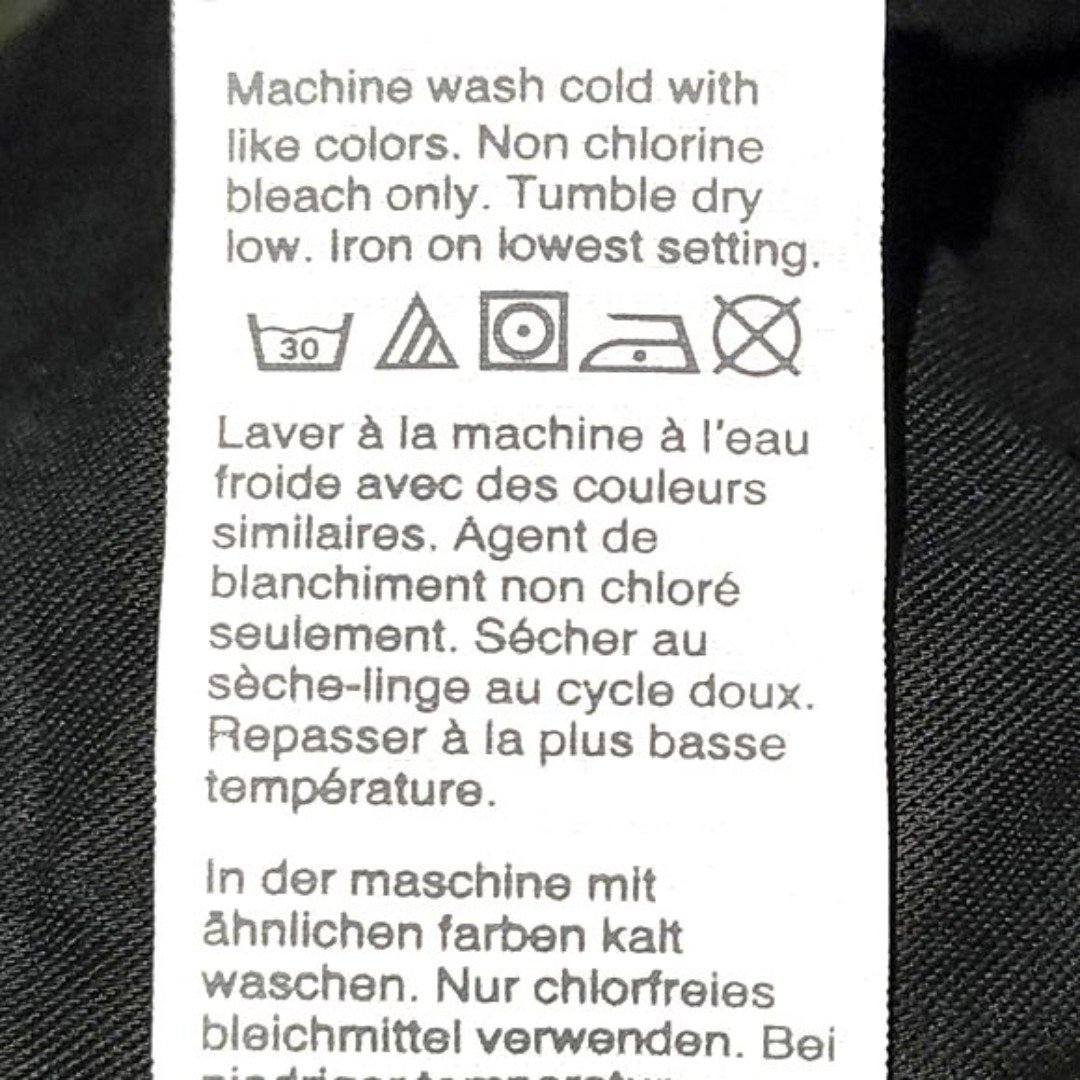 Machine wash cold with
like colors. Non chlorine
bleach only. Tumble dry
low. Iron on lowest setting.
30
Laver à la machine à l'eau
froide avec des couleurs
similaires. Agent de
blanchiment non chloré
seulement. Sécher au
sèche-linge au cycle doux.
Repasser à la plus basse
température.
In der maschine mit
ähnlichen farben kalt
waschen. Nur chlorfreies
bleichmittel verwenden. Bei